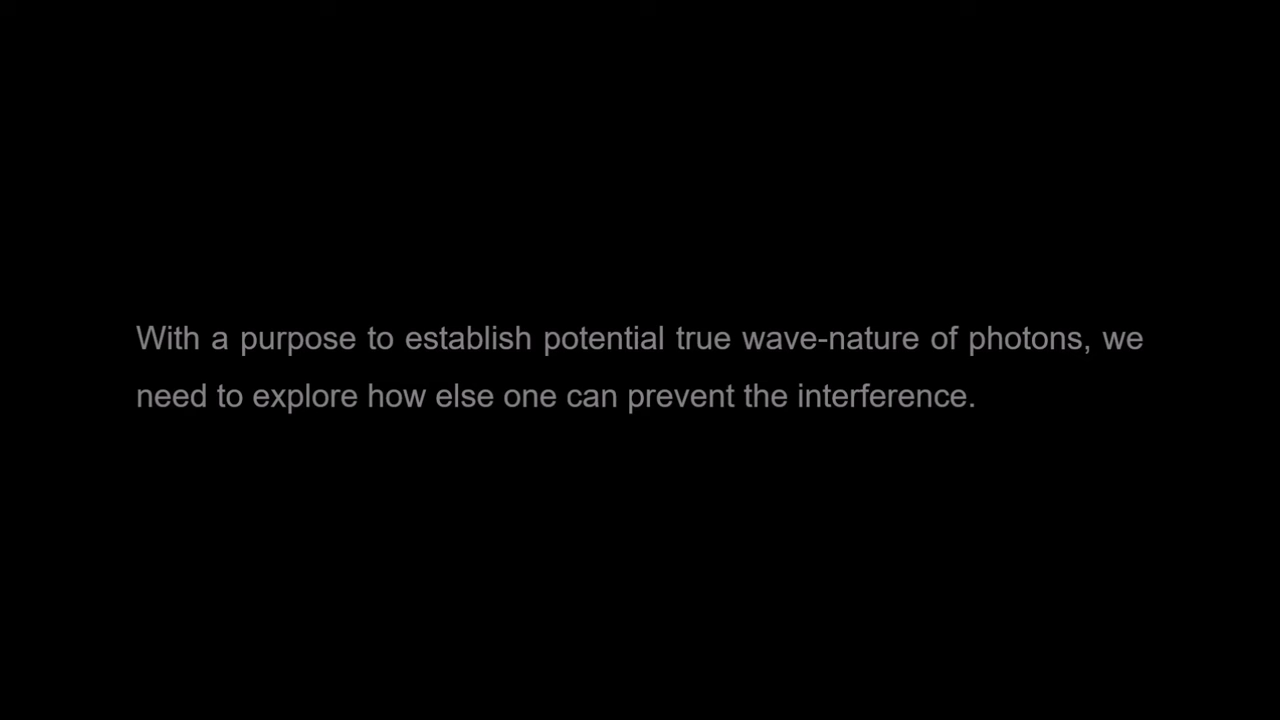 With a purpose to establish potential true wave-nature of photons, we
need to explore how else one can prevent the interference.